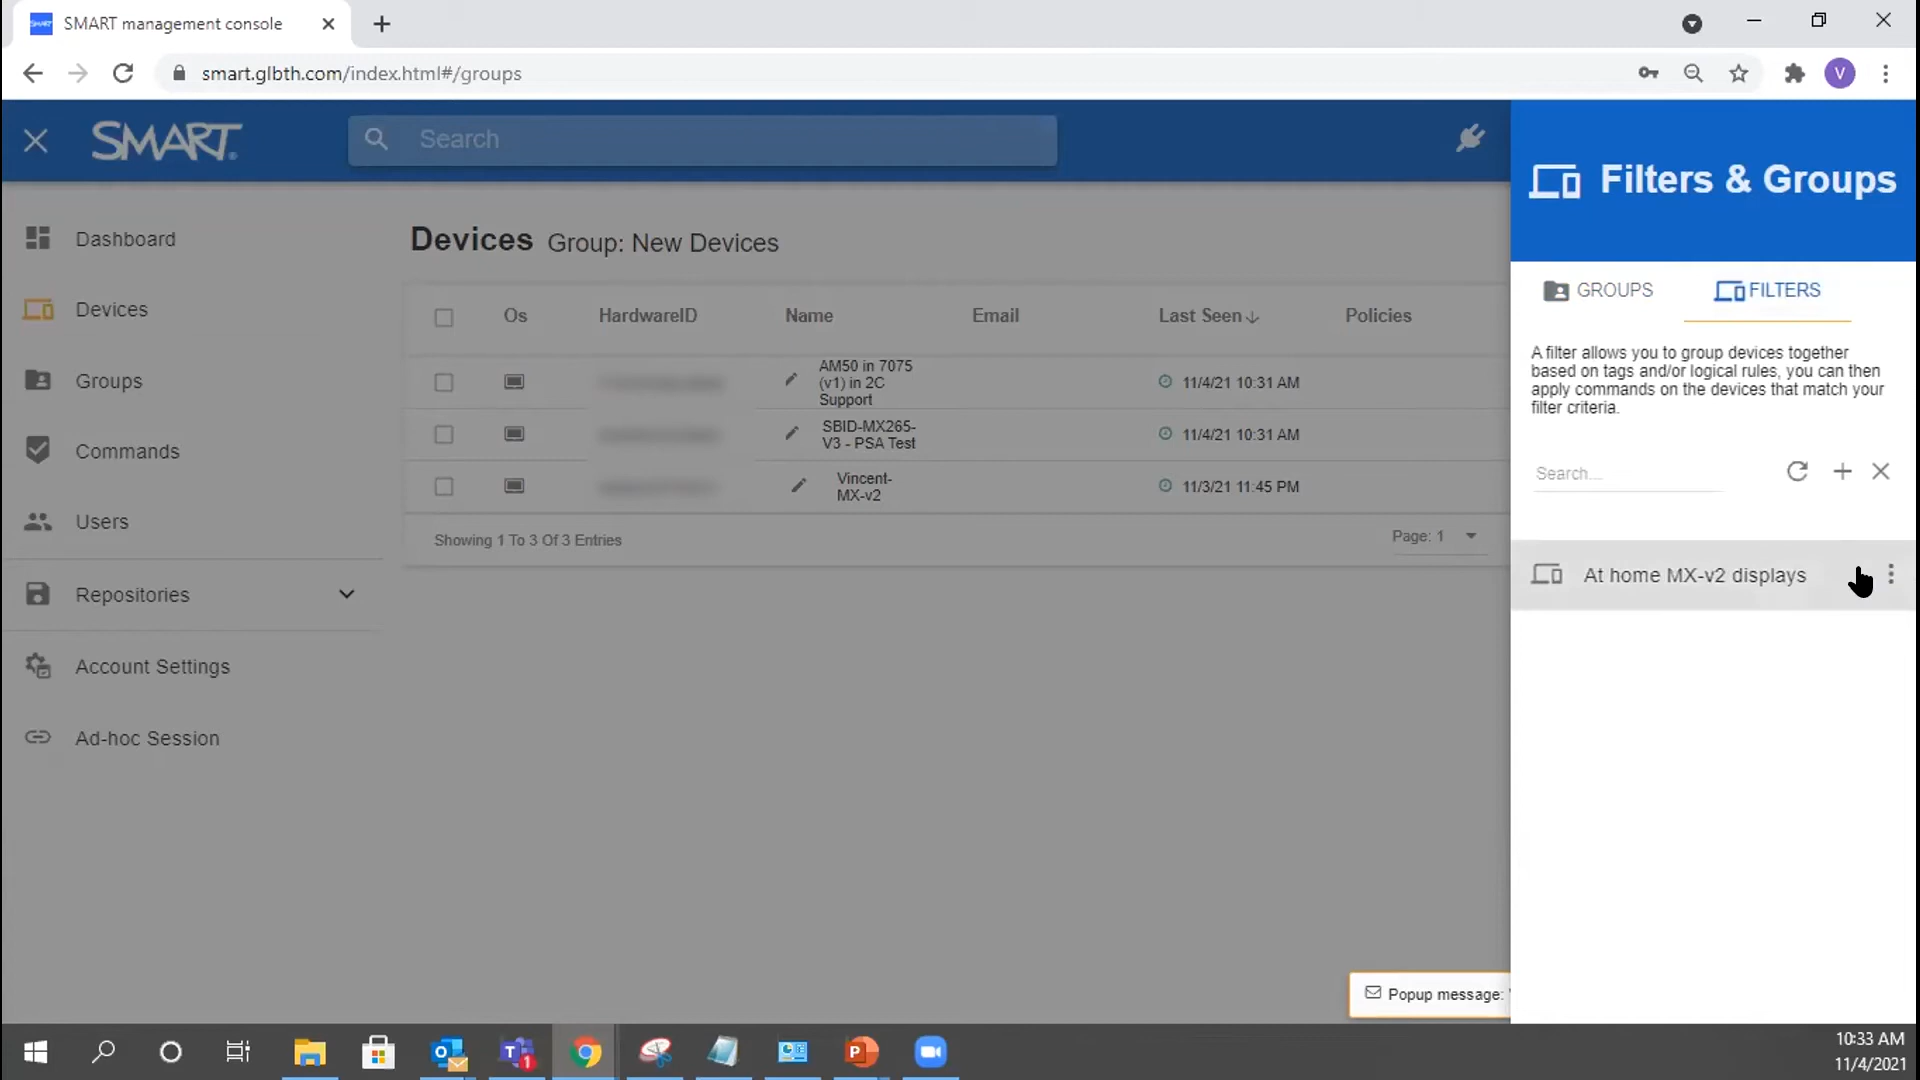 SMART management console
smart.glbth.com/index.html#/groups
V
SMART
Search
Filters & Groups
Dashboard
Devices
Groups
Commands
Users
Repositories
Account Settings
Ad-hoc Session
Devices Group: New Devices
Os HardwareID Name Email Last Seen Policies
AM50 in 7075
(v1) in 2C
Support
11/4/21 10:31 AM
SBID-MX265-
V3 - PSA Test
11/4/21 10:31 AM
Vincent-
MX-v2
11/3/21 11:45 PM
Showing 1 To 3 Of 3 Entries
Page: 1
GROUPS
FILTERS
A filter allows you to group devices together
based on tags and/or logical rules, you can then
apply commands on the devices that match your
filter criteria.
Search...
At home MX-v2 displays
Popup message:
10:33 AM
11/4/2021